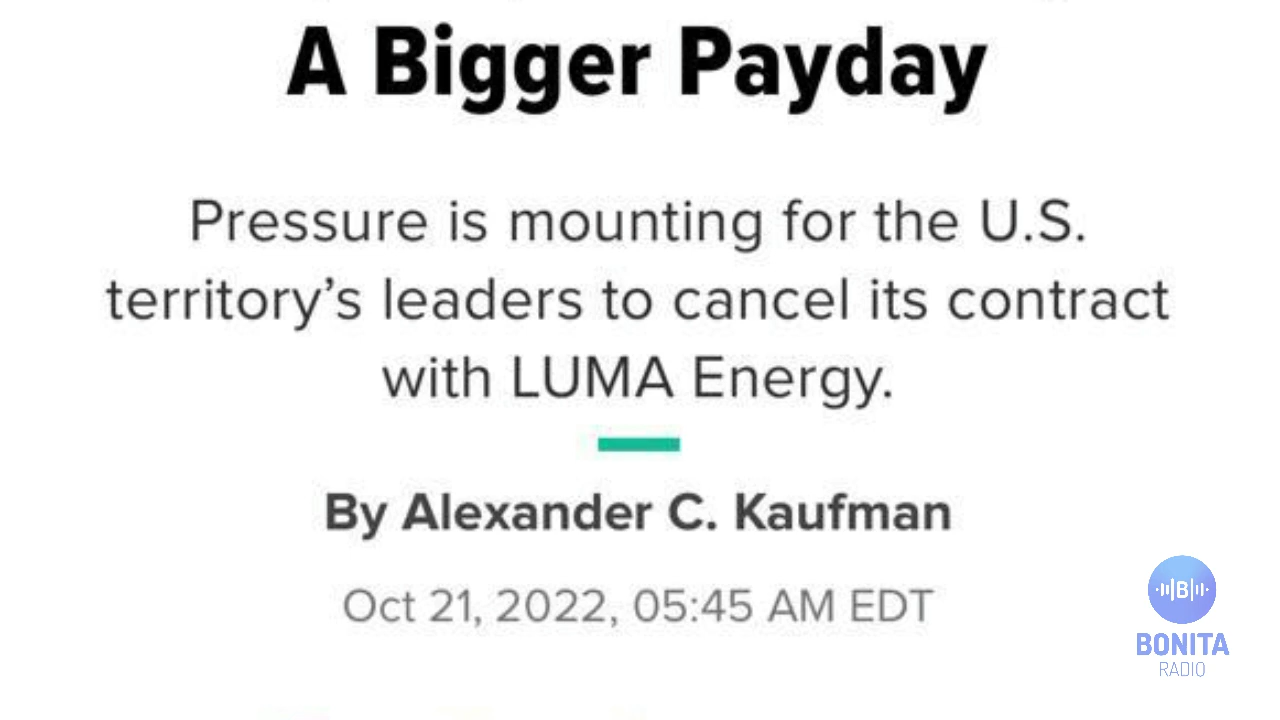 A Bigger Payday
Pressure is mounting for the U.S.
territory’s leaders to cancel its contract
with LUMA Energy.
By Alexander C. Kaufman
Oct 21, 2022, 05:45 AM EDT
B
BONITA
RADIO